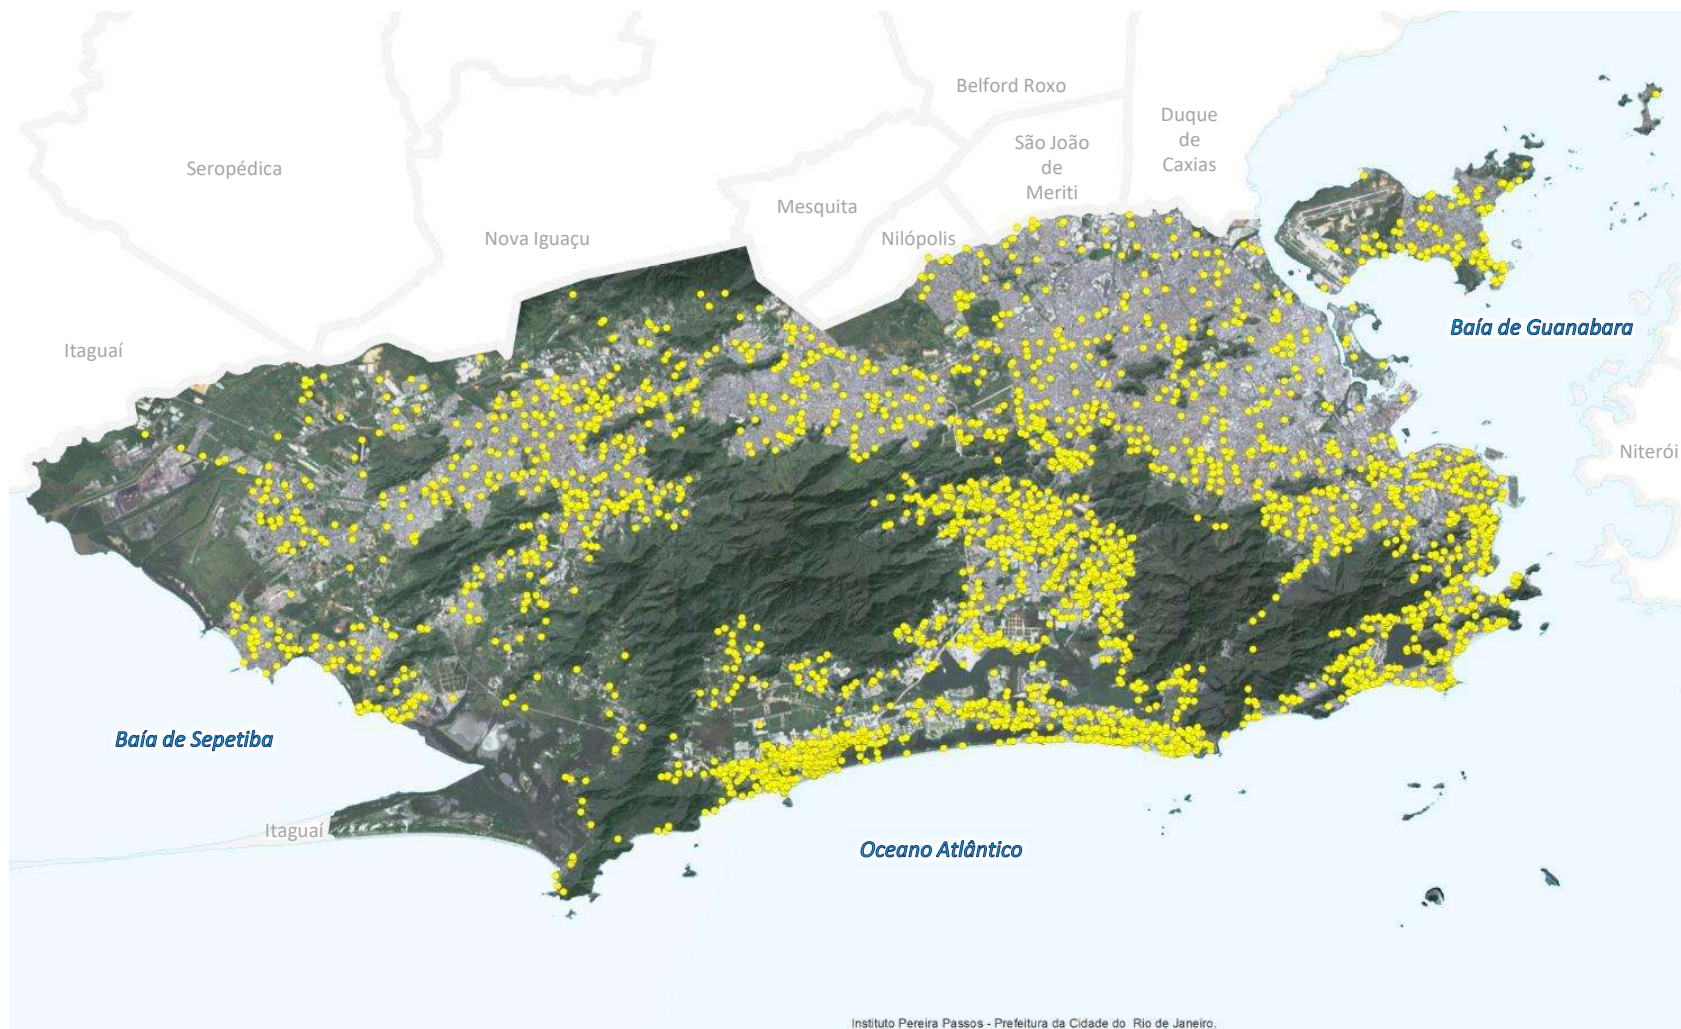 Belford Roxo
Duque
de
Caxias
São João
de
Meriti
Seropédica
Mesquita
Nova Iguaçu
Nilópolis
Baía de Guanabara
Itaguaí
Niterói
Baía de Sepetiba
Itaguaí
Oceano Atlântico
Instituto Pereira Passos - Prefeitura da Cidade do Rio de Janeiro.